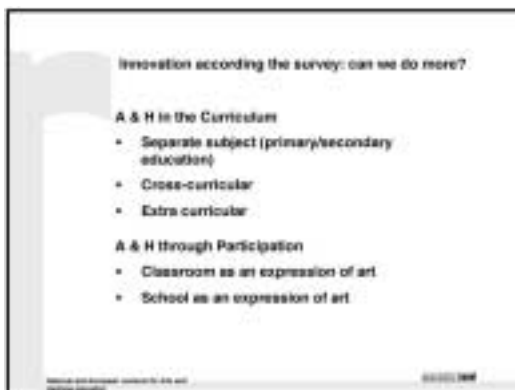 Innovation according the survey: can we do more?
A & H in the Curriculum
• Separate subject (primary/secondary
education)
• Cross-curricular
• Extra curricular
A & H through Participation
• Classroom as an expression of art
• School as an expression of art